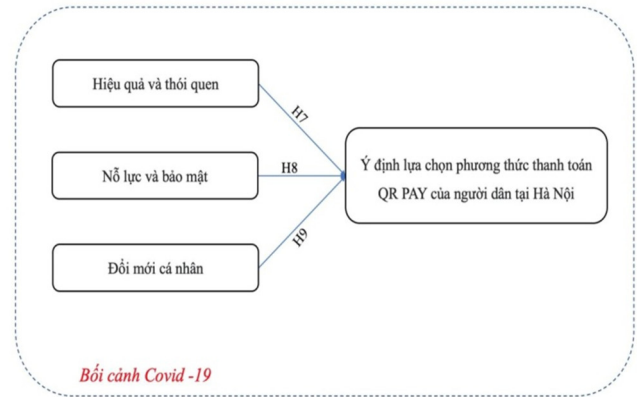 Hiệu quả và thói quen
H7
Nỗ lực và bảo mật
H8
Ý định lựa chọn phương thức thanh toán
QR PAY của người dân tại Hà Nội
Đổi mới cá nhân
H9
Bối cảnh Covid -19